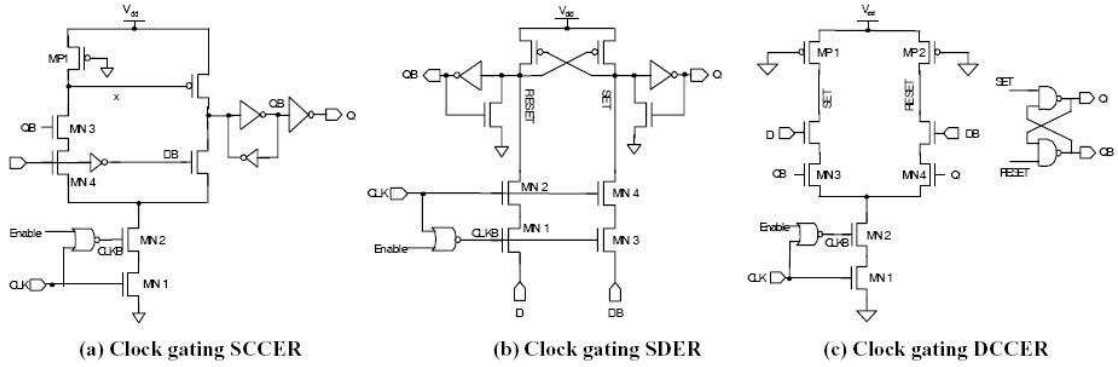 Vdd
MP1
x
QB
MN 3
MN 4
DB
QB
Q
Enable
CLKB
MN 2
CLK
MN 1
(a) Clock gating SCCER
Vdd
QB
Q
RESET
SET
CLK
MN 2
MN 4
CLKB
MN 1
MN 3
Enable
D
DB
(b) Clock gating SDER
Vdd
MP1
MP2
SET
RESET
D
DB
QB
MN3
MN4
Q
Enable
CLKB
MN 2
CLK
MN 1
SET
Q
QB
RESET
(c) Clock gating DCCER